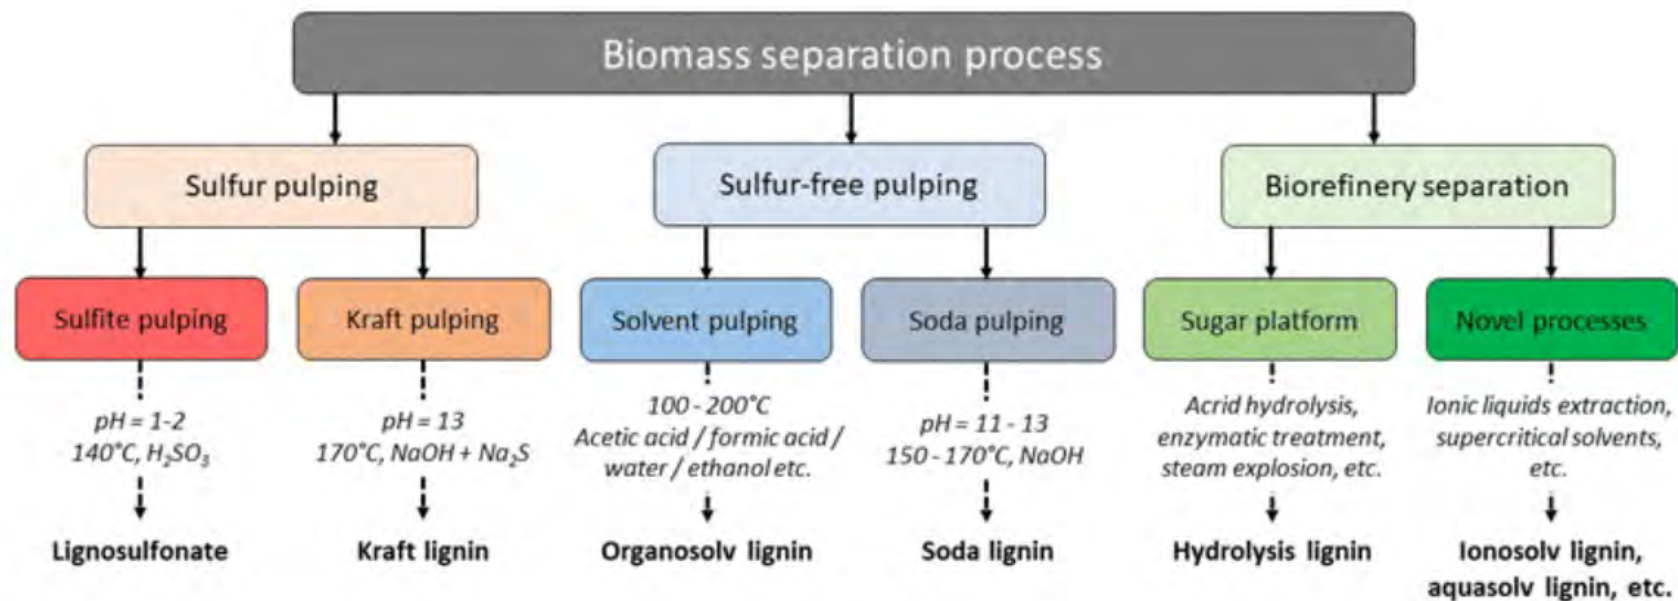 Biomass separation process
Sulfur pulping
Sulfur-free pulping
Biorefinery separation
Sulfite pulping
Kraft pulping
Solvent pulping
Soda pulping
Sugar platform
Novel processes
pH = 1-2
140°C, H₂SO₃
pH = 13
170°C, NaOH + Na₂S
100 - 200°C
Acetic acid / formic acid /
water / ethanol etc.
pH = 11 - 13
150 - 170°C, NaOH
Acrid hydrolysis,
enzymatic treatment,
steam explosion, etc.
Ionic liquids extraction,
supercritical solvents,
etc.
Lignosulfonate
Kraft lignin
Organosolv lignin
Soda lignin
Hydrolysis lignin
Ionosolv lignin,
aquasolv lignin, etc.